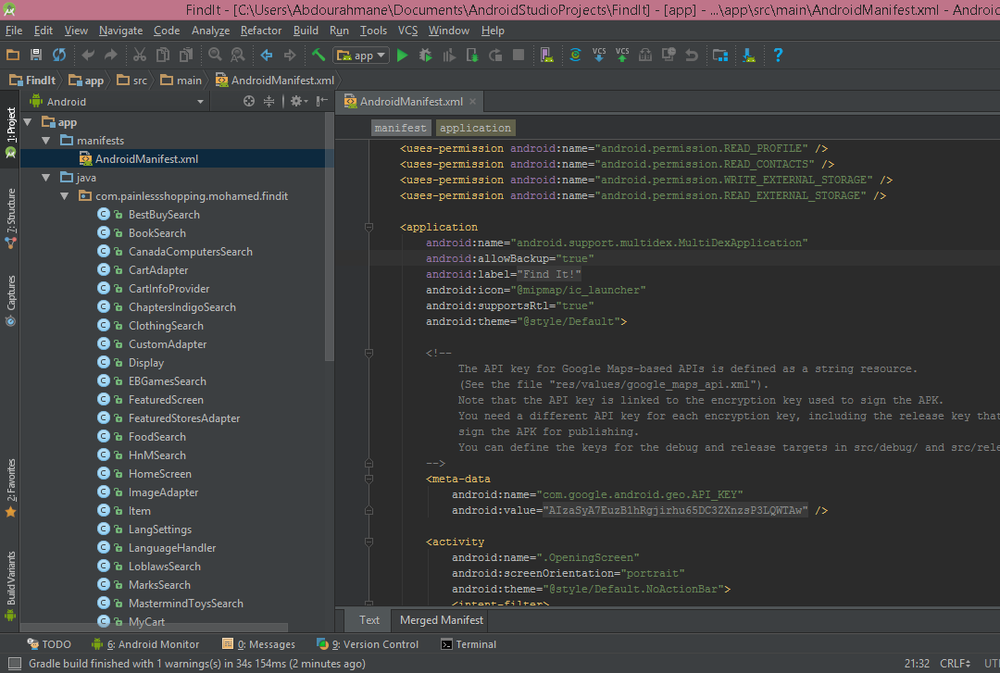 FindIt - [C:\Users\Abdourahmane\Documents\AndroidStudioProjects\FindIt] - [app] - ...\app\src\main\AndroidManifest.xml - Androi
File Edit View Navigate Code Analyze Refactor Build Run Tools VCS Window Help
app VCS VCS ?
FindIt app src main AndroidManifest.xml
Android
AndroidManifest.xml
1: Project
7: Structure
Captures
2: Favorites
Build Variants
app
manifests
AndroidManifest.xml
java
com.painlessshopping.mohamed.findit
BestBuySearch
BookSearch
CanadaComputersSearch
CartAdapter
CartInfoProvider
ChaptersIndigoSearch
ClothingSearch
CustomAdapter
Display
EBGamesSearch
FeaturedScreen
FeaturedStoresAdapter
FoodSearch
HnMSearch
HomeScreen
ImageAdapter
Item
LangSettings
LanguageHandler
LoblawsSearch
MarksSearch
MastermindToysSearch
MyCart
manifest application
<uses-permission android:name="android.permission.READ_PROFILE" />
<uses-permission android:name="android.permission.READ_CONTACTS" />
<uses-permission android:name="android.permission.WRITE_EXTERNAL_STORAGE" />
<uses-permission android:name="android.permission.READ_EXTERNAL_STORAGE" />
<application
android:name="android.support.multidex.MultiDexApplication"
android:allowBackup="true"
android:label="Find It!"
android:icon="@mipmap/ic_launcher"
android:supportsRtl="true"
android:theme="@style/Default">
<!--
The API key for Google Maps-based APIs is defined as a string resource.
(See the file "res/values/google_maps_api.xml").
Note that the API key is linked to the encryption key used to sign the APK.
You need a different API key for each encryption key, including the release key that
sign the APK for publishing.
You can define the keys for the debug and release targets in src/debug/ and src/rele
-->
<meta-data
android:name="com.google.android.geo.API_KEY"
android:value="AIzaSyA7EuzB1hRgjirhu65DC3ZXnzsP3LQWTAw" />
<activity
android:name=".OpeningScreen"
android:screenOrientation="portrait"
android:theme="@style/Default.NoActionBar">
<intent-filter>
Text Merged Manifest
TODO 6: Android Monitor 0: Messages 9: Version Control Terminal
Gradle build finished with 1 warnings(s) in 34s 154ms (2 minutes ago) 21:32 CRLF UT